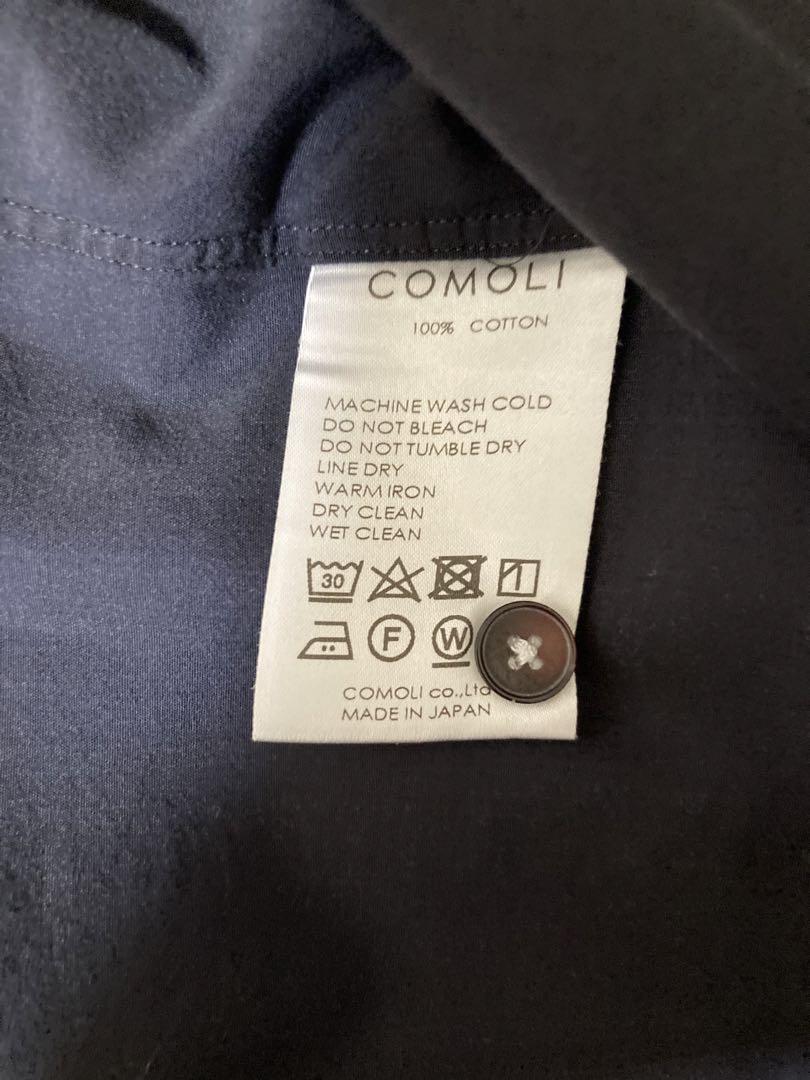 COMOLI
100% COTTON
MACHINE WASH COLD
DO NOT BLEACH
DO NOT TUMBLE DRY
LINE DRY
WARM IRON
DRY CLEAN
WET CLEAN
30
F W
COMOLI co.,Ltd
MADE IN JAPAN